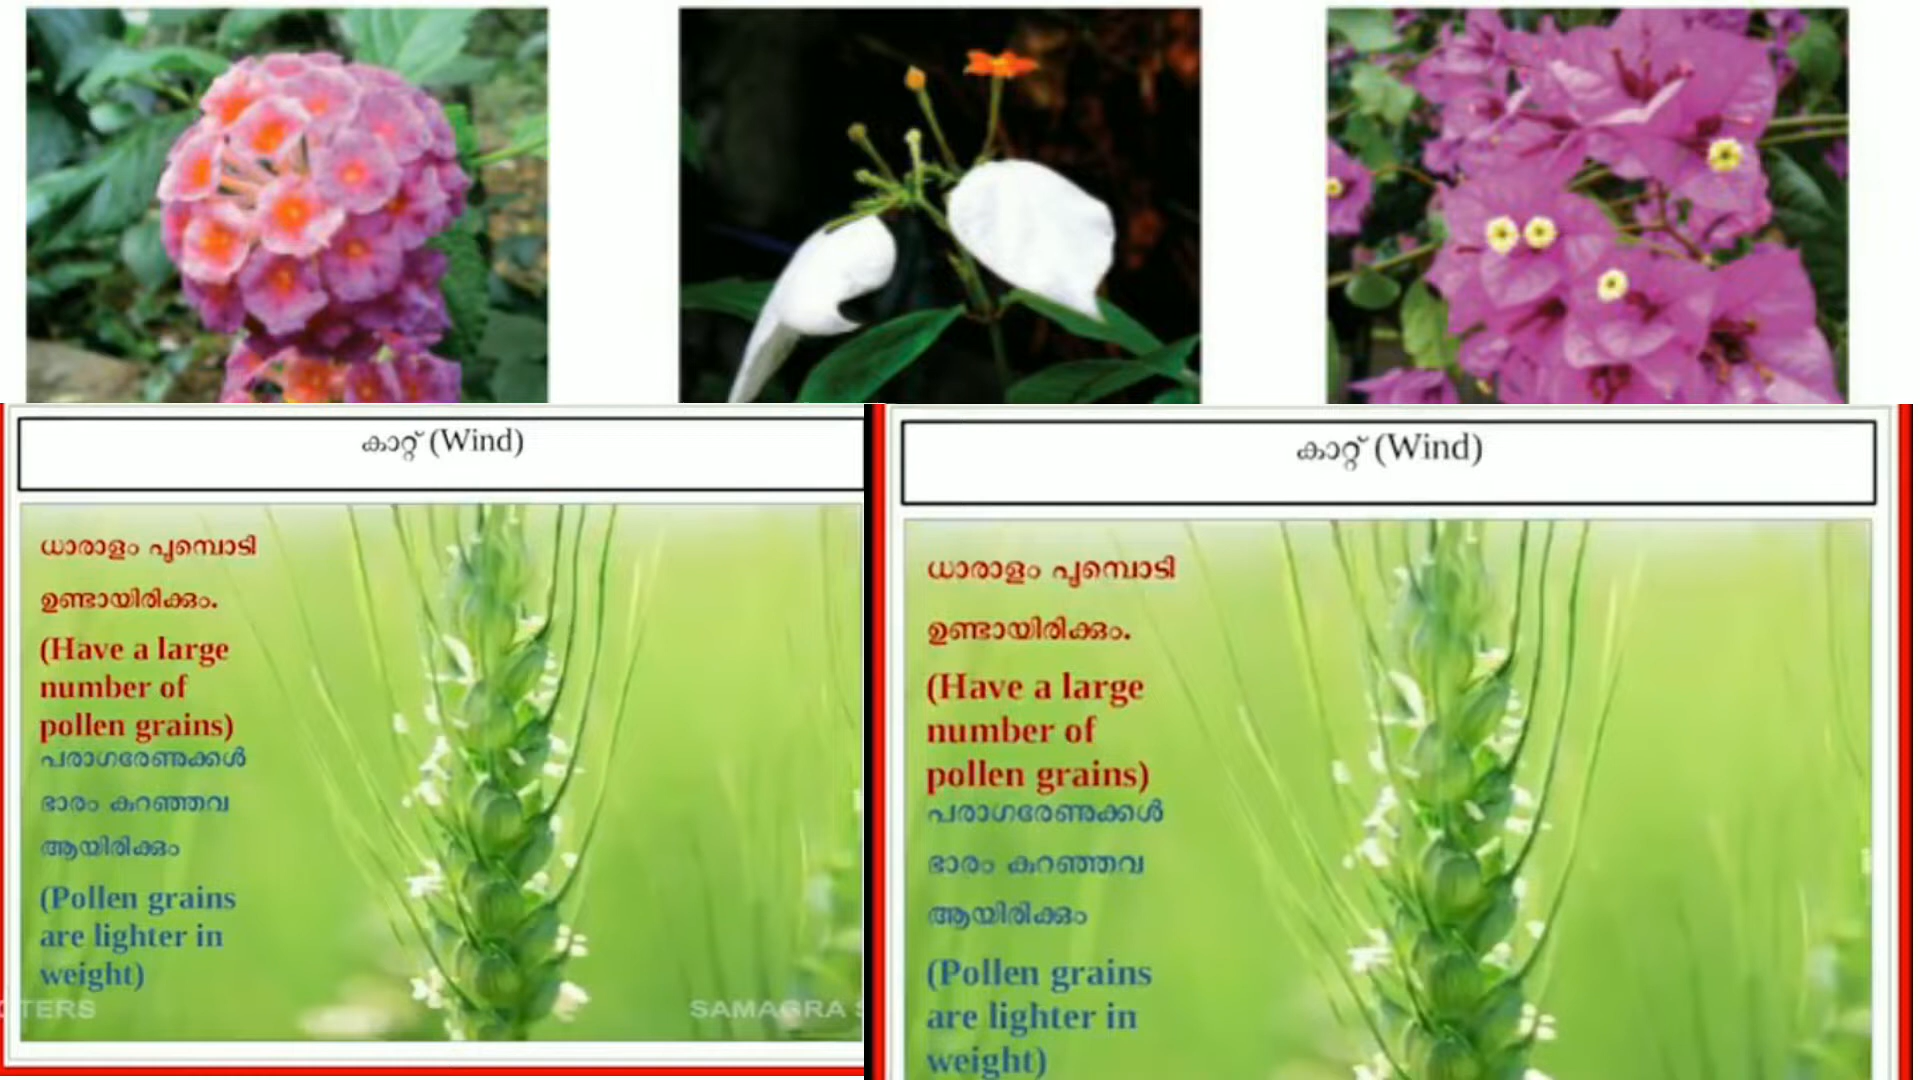 കാറ്റ് (Wind)
ധാരാളം പൂമ്പൊടി
ഉണ്ടായിരിക്കും.
(Have a large
number of
pollen grains)
പരാഗരേണുക്കൾ
ഭാരം കുറഞ്ഞവ
ആയിരിക്കും
(Pollen grains
are lighter in
weight)
TERS
SAMAGRA S
കാറ്റ് (Wind)
ധാരാളം പൂമ്പൊടി
ഉണ്ടായിരിക്കും.
(Have a large
number of
pollen grains)
പരാഗരേണുക്കൾ
ഭാരം കുറഞ്ഞവ
ആയിരിക്കും
(Pollen grains
are lighter in
weight)